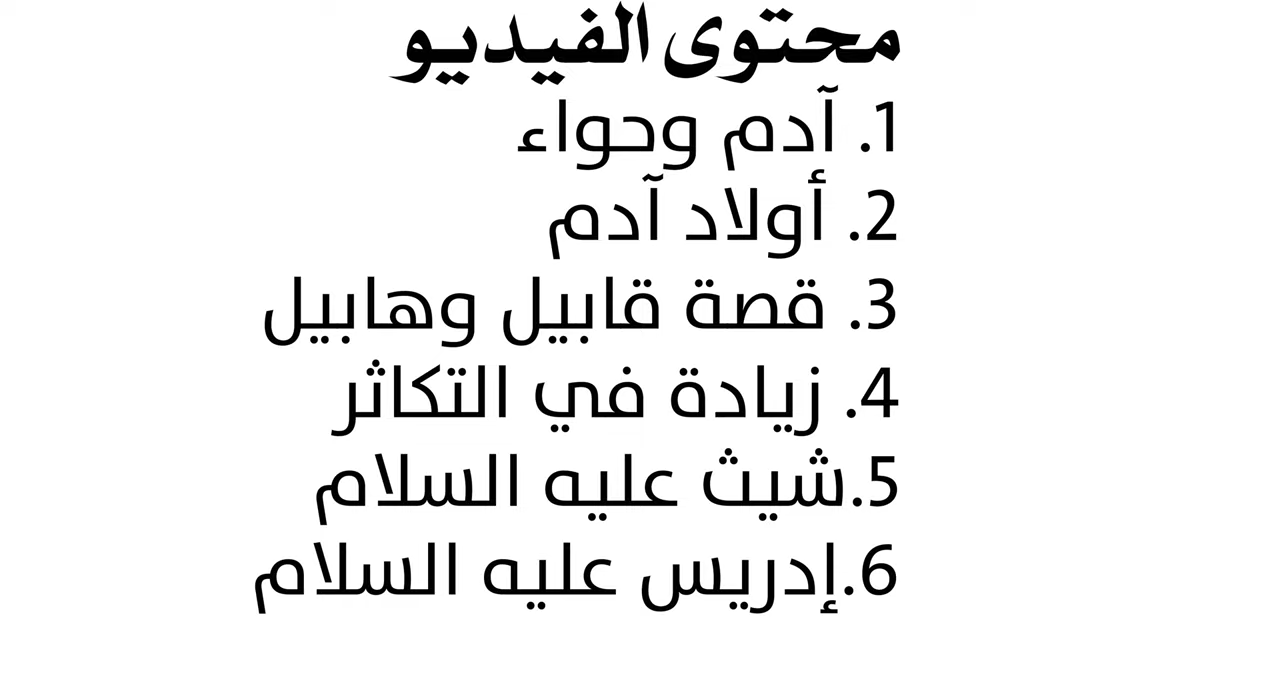 محتوى الفيديو
1. آدم وحواء
2. أولاد آدم
3. قصة قابيل وهابيل
4. زيادة في التكاثر
5.شيث عليه السلام
6.إدريس عليه السلام